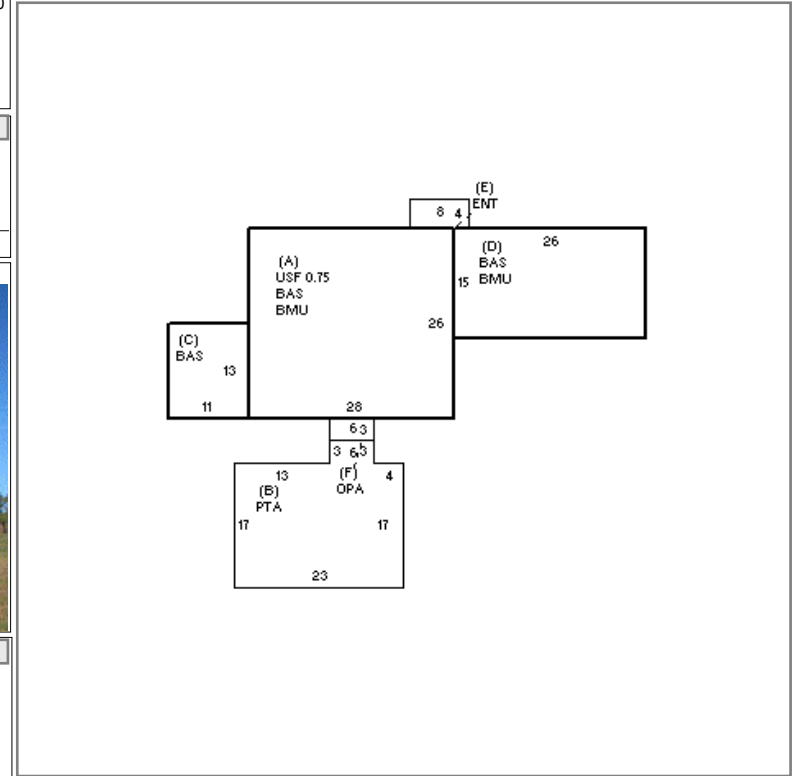 (E)
ENT
8 4
(A)
USF 0.75
BAS
BMU
(D)
BAS
BMU
26
15
26
(C)
BAS
13
11
28
6 3
3 6 3
(F)
OPA
13
4
(B)
PTA
17
17
23